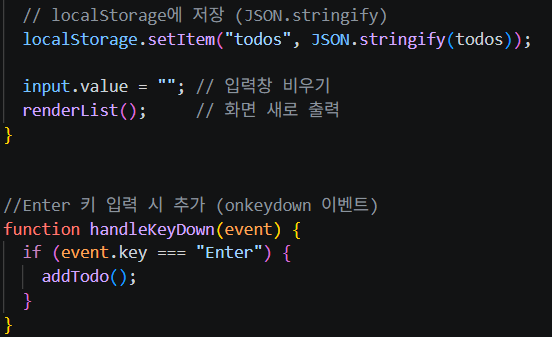 // localStorage에 저장 (JSON.stringify)
localStorage.setItem("todos", JSON.stringify(todos));
input.value = ""; // 입력창 비우기
renderList();     // 화면 새로 출력
}
//Enter 키 입력 시 추가 (onkeydown 이벤트)
function handleKeyDown(event) {
if (event.key === "Enter") {
addTodo();
}
}